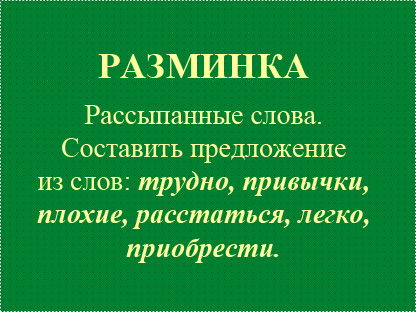 РАЗМИНКА
Рассыпанные слова.
Составить предложение
из слов: трудно, привычки,
плохие, расстаться, легко,
приобрести.